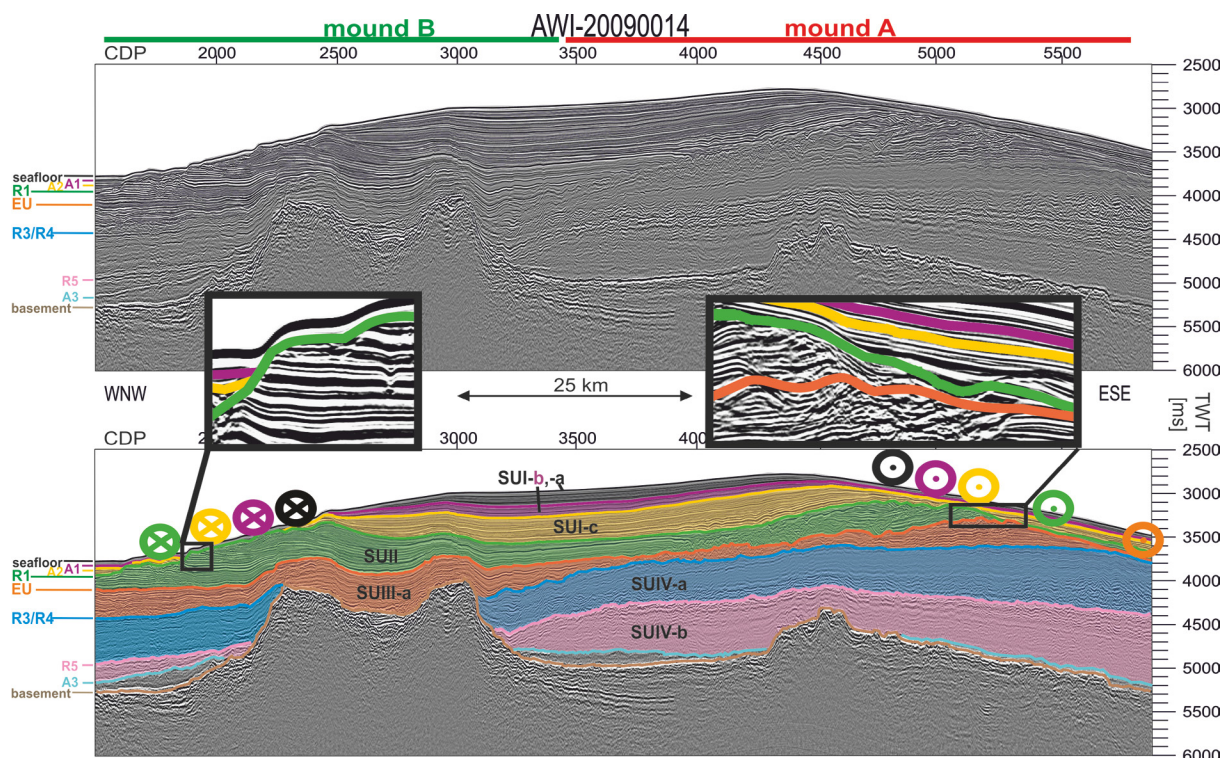 AWI-20090014
mound B
mound A
CDP 2000 2500 3000 3500 4000 4500 5000 5500
2500
3000
3500
4000
4500
5000
5500
6000
seafloor
A2 A1
R1
EU
R3/R4
R5
A3
basement
WNW
25 km
ESE
TWT
[ms]
CDP
3000 3500
2500
3000
3500
4000
4500
5000
5500
6000
SUI-b,-a
SUI-c
SUII
SUIII-a
SUIV-a
SUIV-b
seafloor
A2 A1
R1
EU
R3/R4
R5
A3
basement